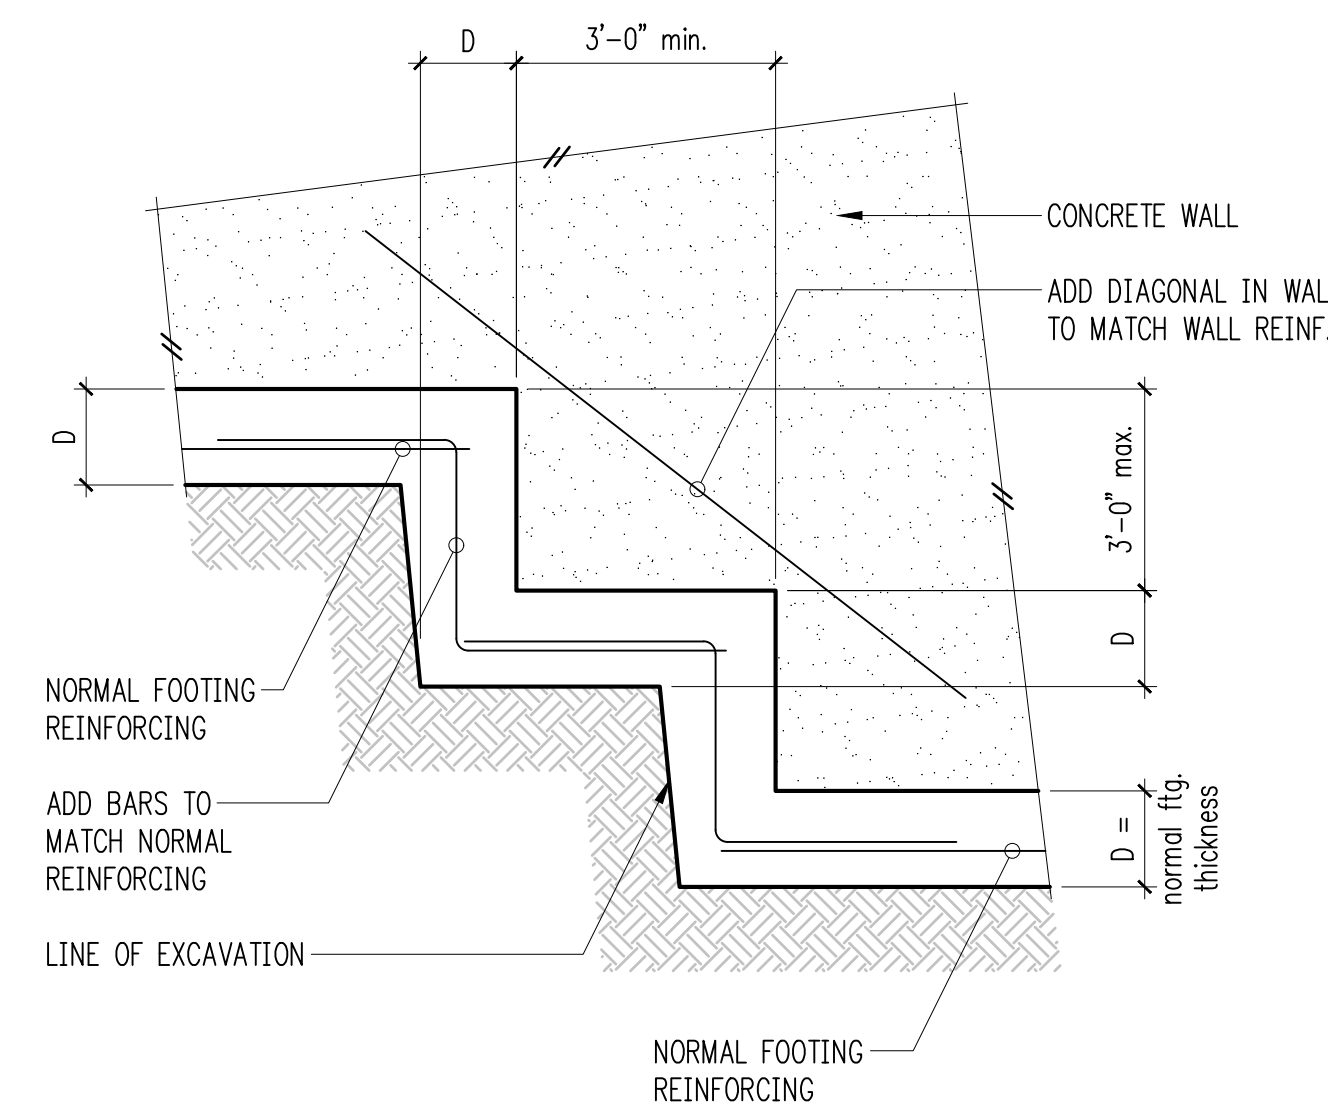 D
3'-0" min.
CONCRETE WALL
ADD DIAGONAL IN WAL
TO MATCH WALL REINF.
D
3'-0" max.
D
NORMAL FOOTING
REINFORCING
ADD BARS TO
MATCH NORMAL
REINFORCING
D =
normal ftg.
thickness
LINE OF EXCAVATION
NORMAL FOOTING
REINFORCING